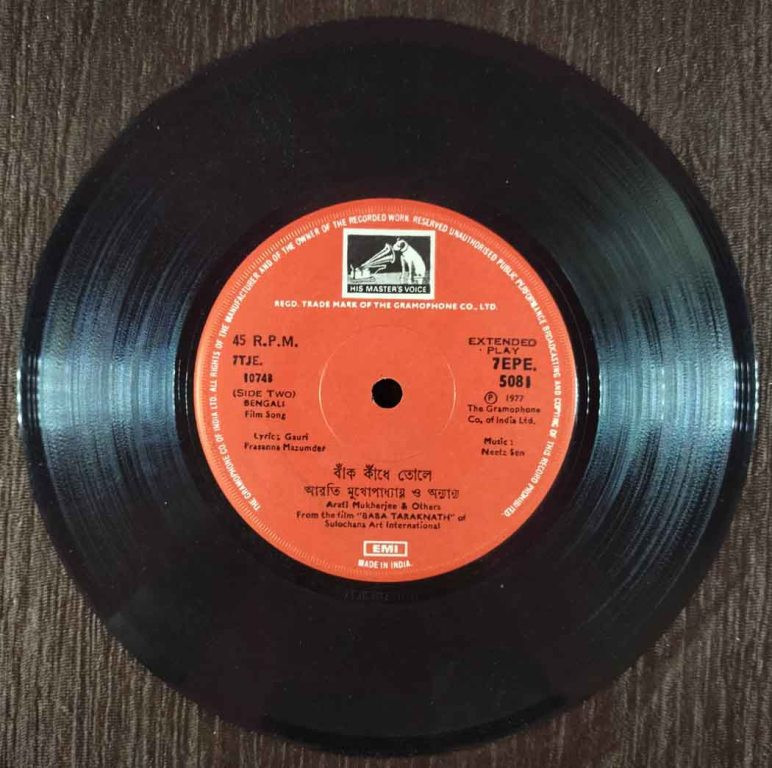 THE GRAMOPHONE CO. OF INDIA LTD. ALL RIGHTS OF THE MANUFACTURER AND OF THE OWNER OF THE RECORDED WORK RESERVED UNAUTHORISED PUBLIC PERFORMANCE BROADCASTING AND COPYING OF THIS RECORD PROHIBITED.
HIS MASTER'S VOICE
REGD. TRADE MARK OF THE GRAMOPHONE CO., LTD.
45 R.P.M.
7TJE.
10748
(SIDE TWO)
BENGALI
Film Song
Lyrics: Gauri
Prasanna Mazumder
EXTENDED
PLAY
7EPE.
5081
℗ 1977
The Gramophone
Co, of India Ltd.
Music:
Neeta Sen
বাঁক কাঁধে তোলে
আরতি মুখোপাধ্যায় ও অন্যান্য
Arati Mukherjee & Others
From the film "BABA TARAKNATH" of
Sulochana Art International
EMI
MADE IN INDIA.